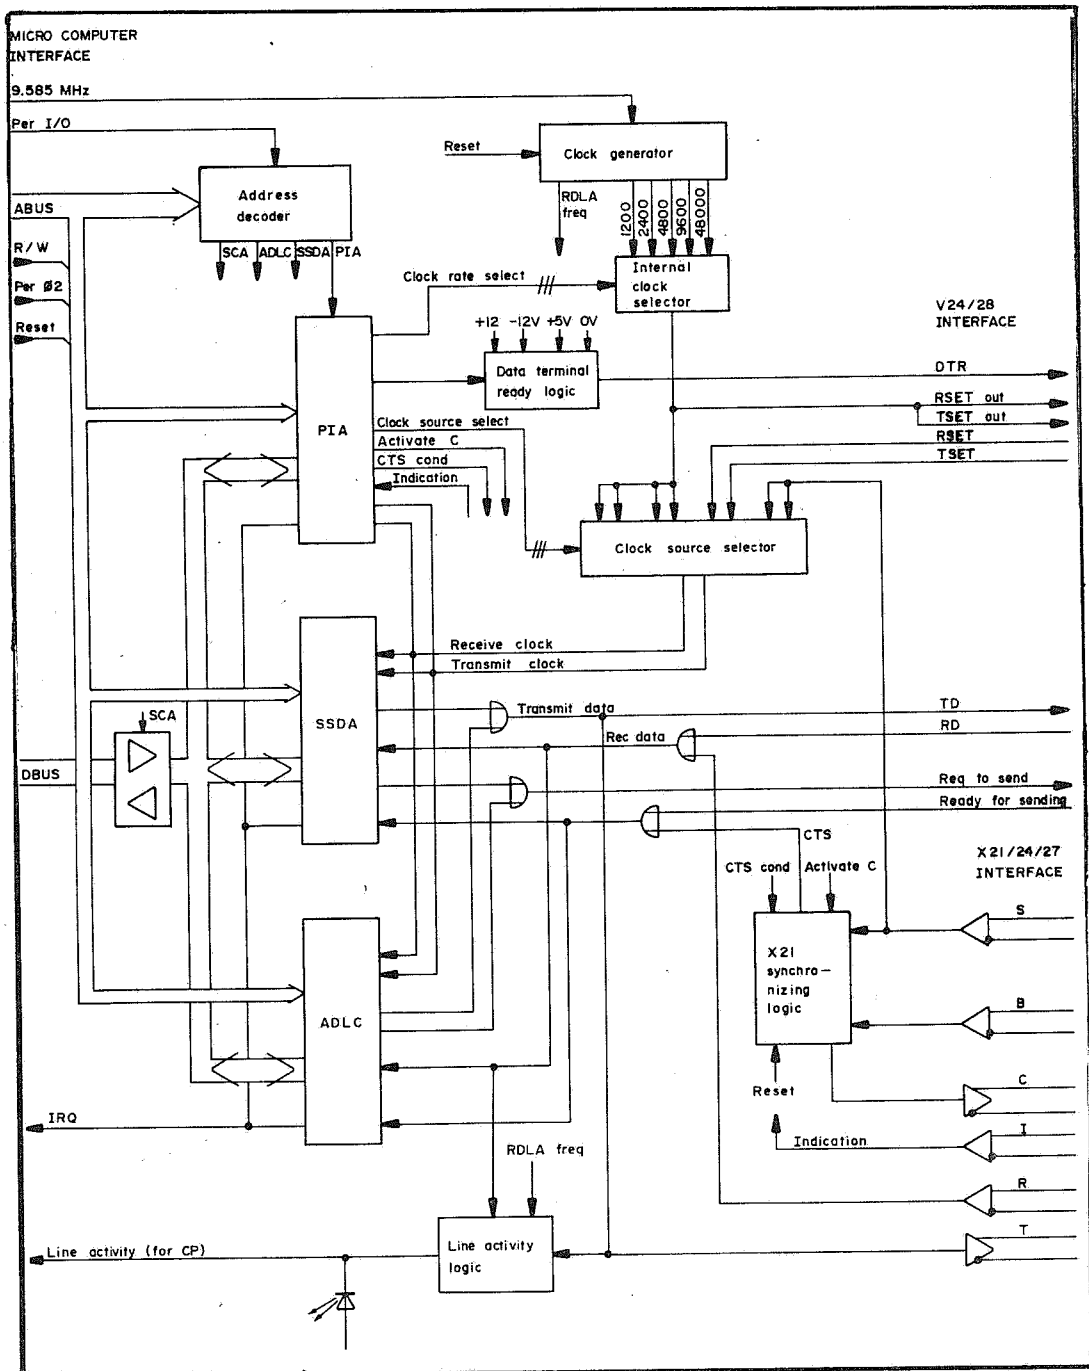 MICRO COMPUTER
INTERFACE
9.585 MHz
Per I/O
Reset
Clock generator
Address
decoder
ABUS
RDLA
freq
1200
2400
4800
9600
48000
R/W
SCA
ADLC
SSDA
PIA
Per Ø2
Clock rate select
Internal
clock
selector
Reset
+12
-12V
+5V
0V
V24/28
INTERFACE
Data terminal
ready logic
DTR
PIA
RSET out
TSET out
Clock source select
Activate C
RSET
TSET
CTS cond
Indication
Clock source selector
Receive clock
Transmit clock
SCA
SSDA
Transmit data
TD
RD
Rec data
DBUS
Req to send
Ready for sending
CTS
X21/24/27
INTERFACE
CTS cond
Activate C
S
X21
synchro-
nizing
logic
ADLC
B
Reset
C
IRQ
Indication
I
RDLA freq
R
T
Line activity (for CP)
Line activity
logic